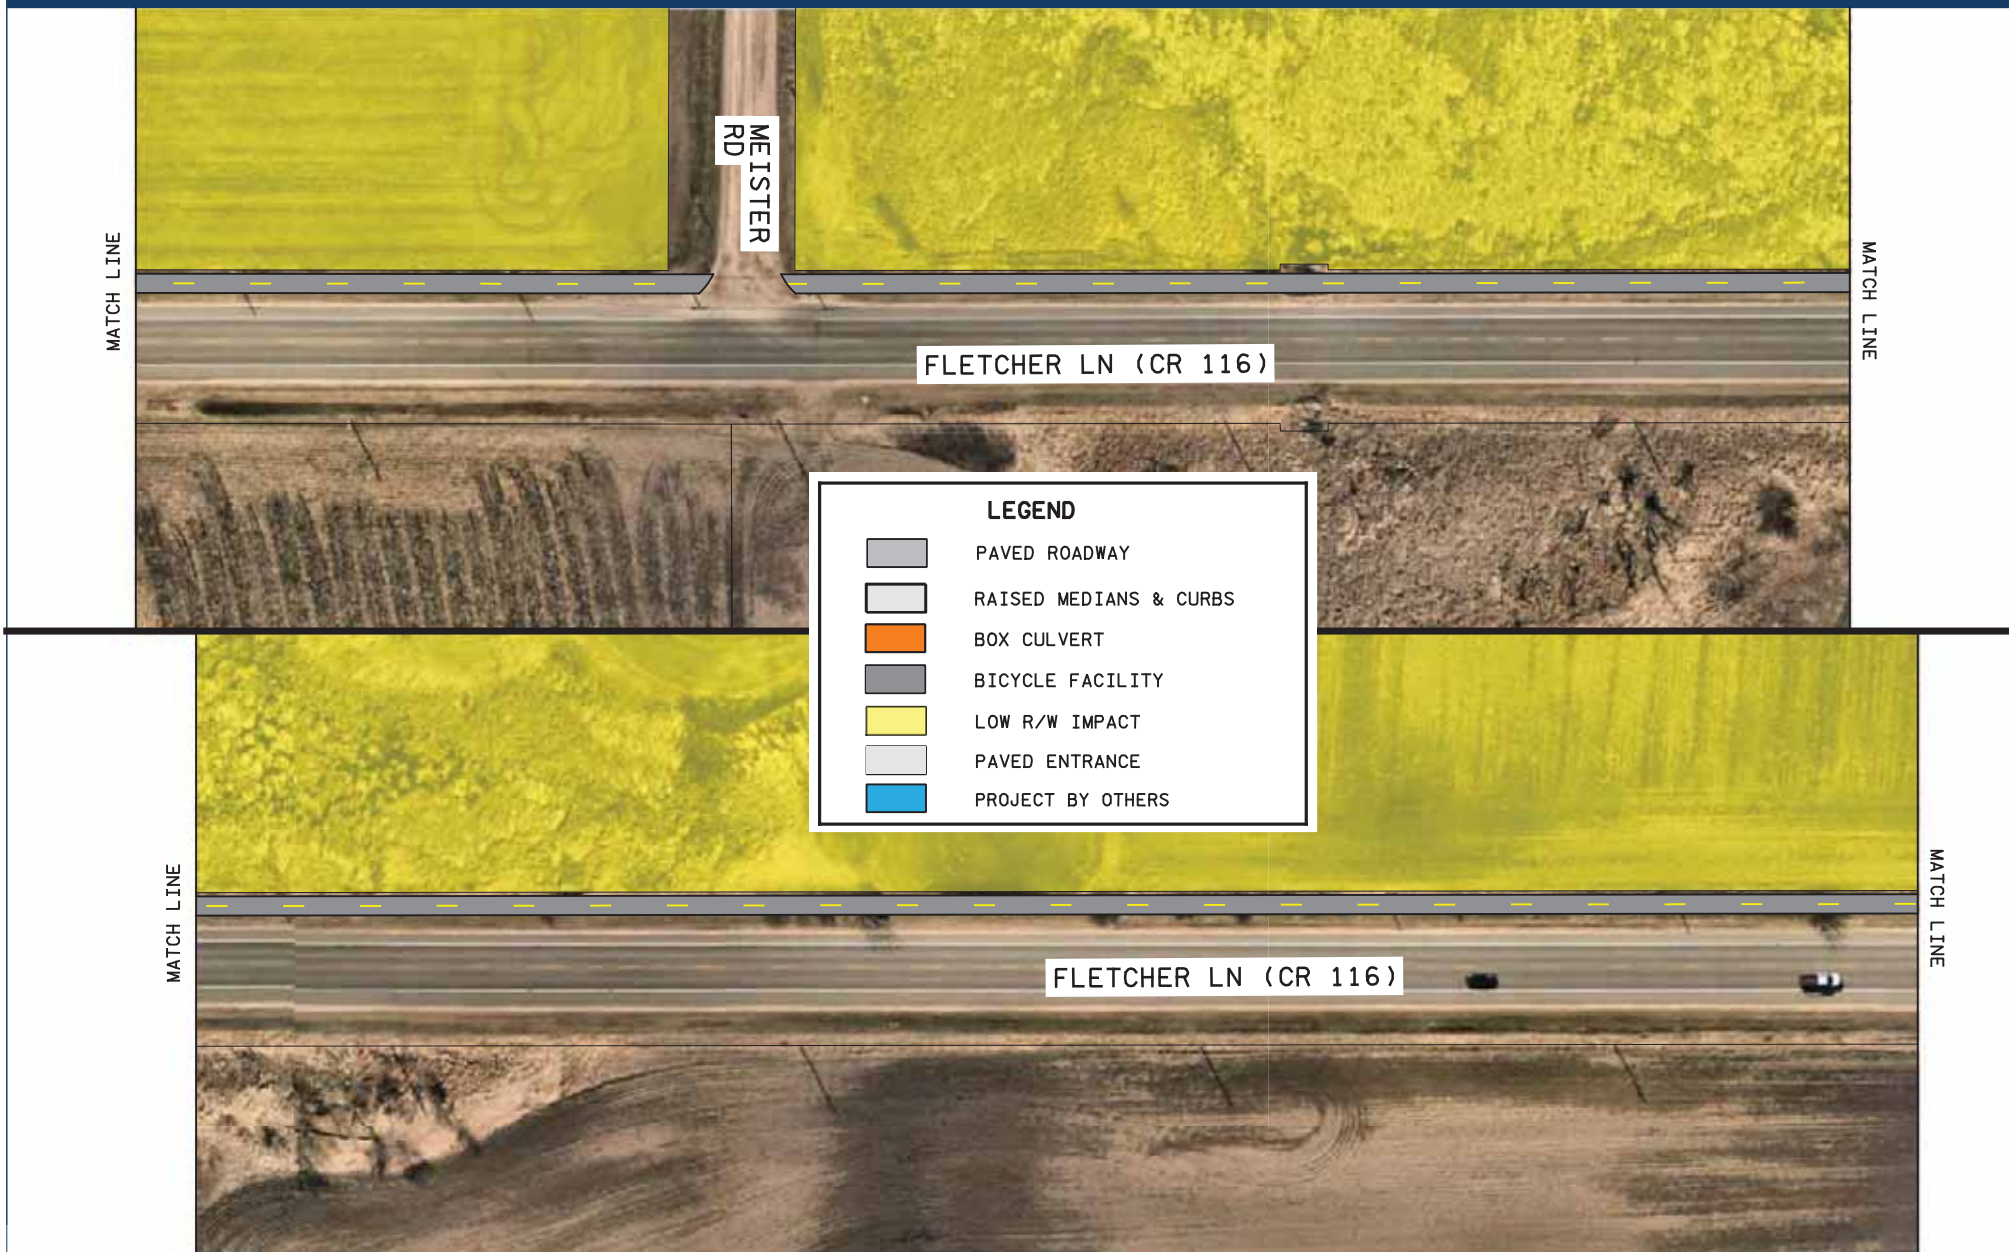 MEISTER
RD
MATCH LINE
MATCH LINE
FLETCHER LN (CR 116)
LEGEND
PAVED ROADWAY
RAISED MEDIANS & CURBS
BOX CULVERT
BICYCLE FACILITY
LOW R/W IMPACT
PAVED ENTRANCE
PROJECT BY OTHERS
MATCH LINE
MATCH LINE
FLETCHER LN (CR 116)